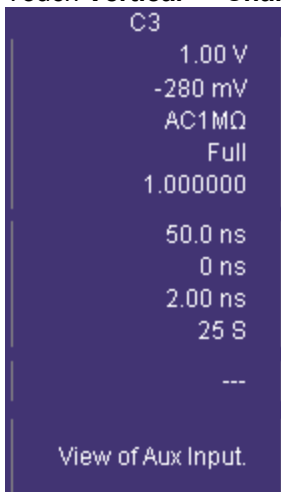 C3
1.00 V
-280 mV
AC1MΩ
Full
1.000000
50.0 ns
0 ns
2.00 ns
25 S
---
View of Aux Input.